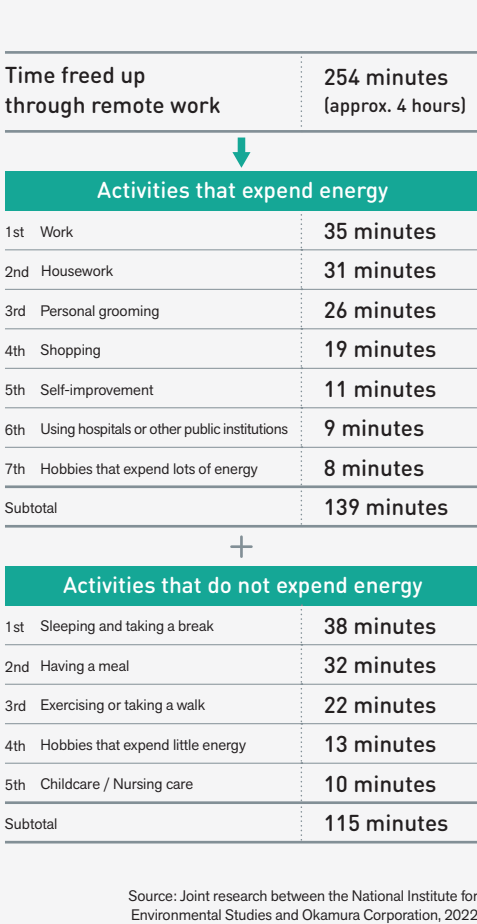 Time freed up
through remote work
254 minutes
(approx. 4 hours)
Activities that expend energy
1st Work 35 minutes
2nd Housework 31 minutes
3rd Personal grooming 26 minutes
4th Shopping 19 minutes
5th Self-improvement 11 minutes
6th Using hospitals or other public institutions 9 minutes
7th Hobbies that expend lots of energy 8 minutes
Subtotal 139 minutes
+
Activities that do not expend energy
1st Sleeping and taking a break 38 minutes
2nd Having a meal 32 minutes
3rd Exercising or taking a walk 22 minutes
4th Hobbies that expend little energy 13 minutes
5th Childcare / Nursing care 10 minutes
Subtotal 115 minutes
Source: Joint research between the National Institute for
Environmental Studies and Okamura Corporation, 2022